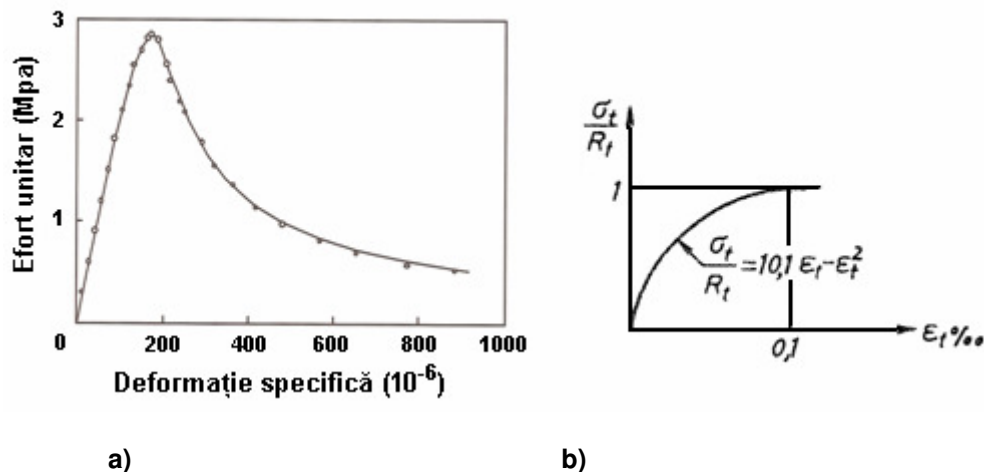 3
2
1
0
200
400
600
800
1000
Efort unitar (Mpa)
Deformație specifică (10⁻⁶)
σₜ
Rₜ
1
σₜ
Rₜ =10,1 εₜ-εₜ²
0,1
εₜ‰
a)
b)